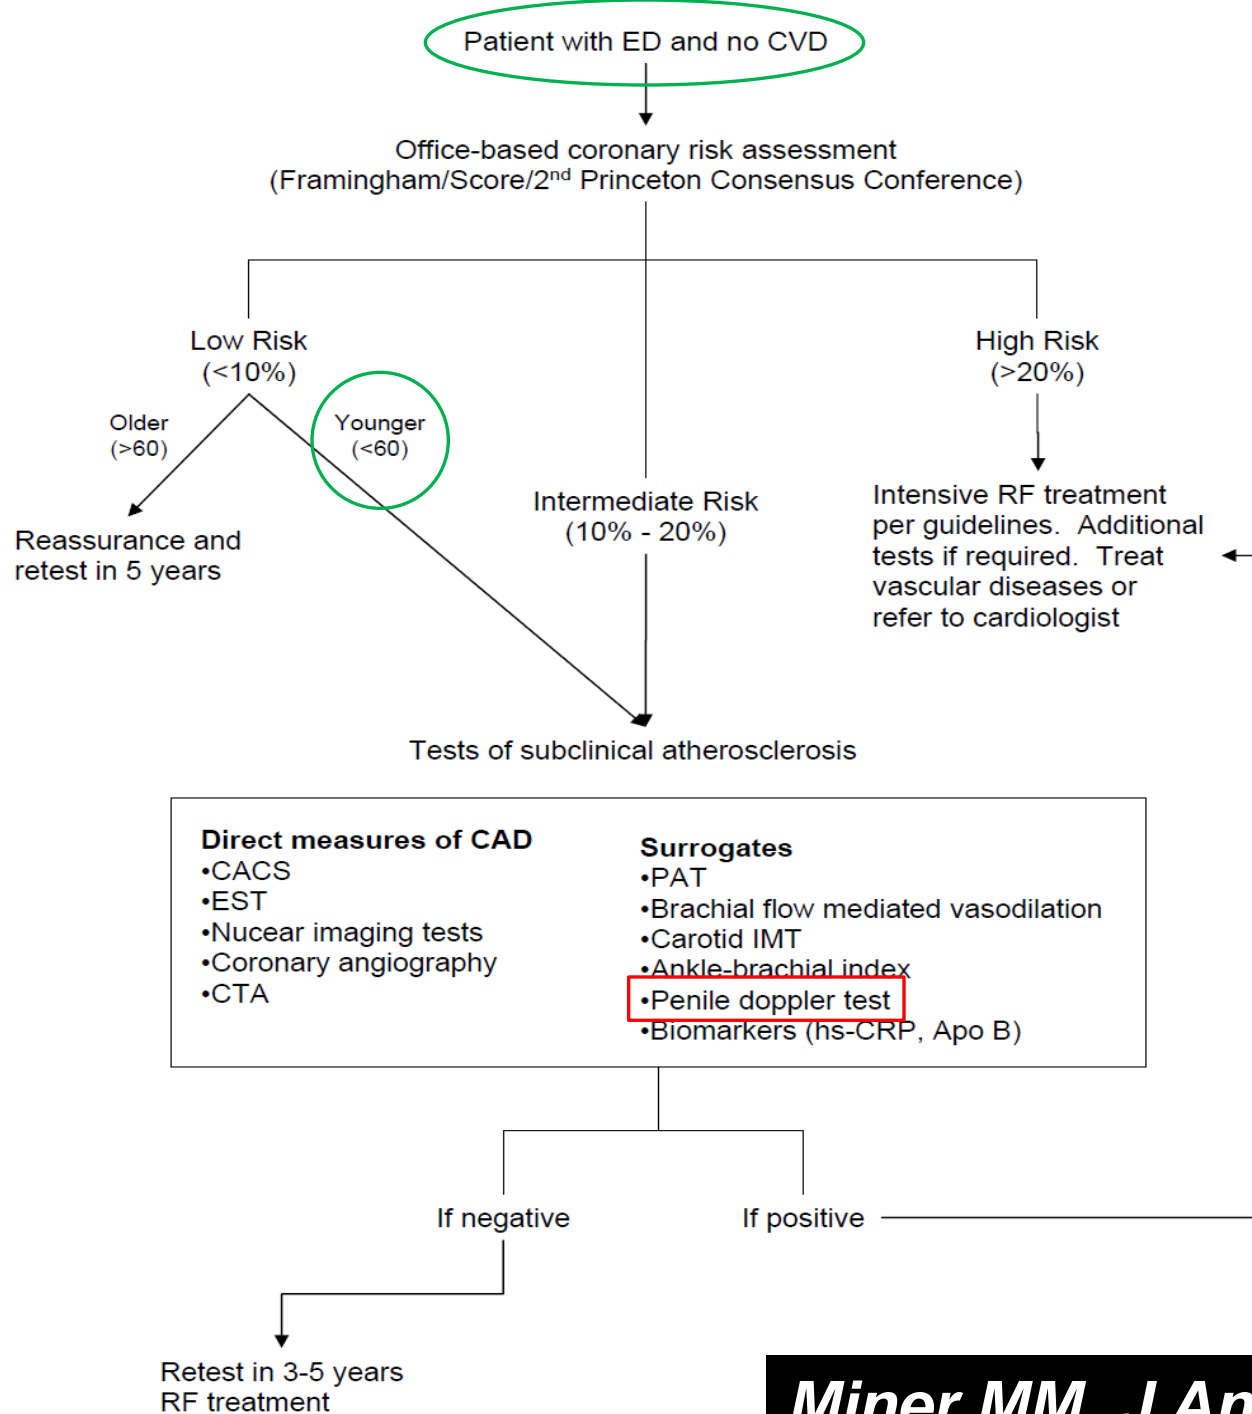 Patient with ED and no CVD
Office-based coronary risk assessment
(Framingham/Score/2nd Princeton Consensus Conference)
Low Risk
(<10%)
High Risk
(>20%)
Older
(>60)
Younger
(<60)
Intermediate Risk
(10% - 20%)
Intensive RF treatment
per guidelines. Additional
tests if required. Treat
vascular diseases or
refer to cardiologist
Reassurance and
retest in 5 years
Tests of subclinical atherosclerosis
Direct measures of CAD
•CACS
•EST
•Nucear imaging tests
•Coronary angiography
•CTA
Surrogates
•PAT
•Brachial flow mediated vasodilation
•Carotid IMT
•Ankle-brachial index
•Penile doppler test
•Biomarkers (hs-CRP, Apo B)
If negative
If positive
Retest in 3-5 years
RF treatment
Miner MM, J An